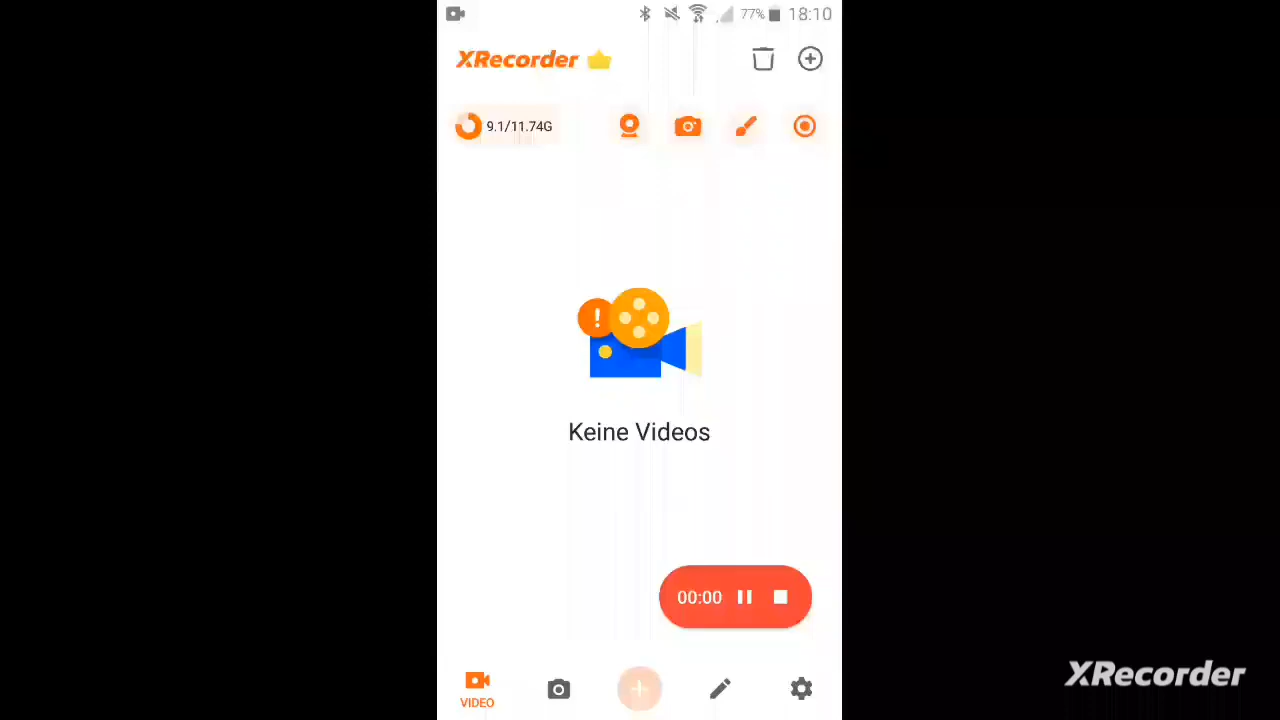 77% 18:10
XRecorder
9.1/11.74G
!
Keine Videos
00:00
VIDEO
XRecorder